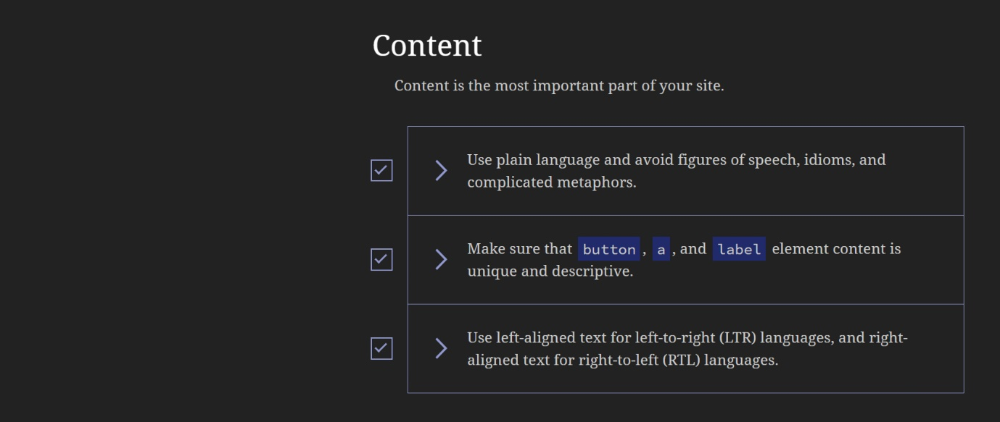 Content
Content is the most important part of your site.
Use plain language and avoid figures of speech, idioms, and
complicated metaphors.
Make sure that button, a, and label element content is
unique and descriptive.
Use left-aligned text for left-to-right (LTR) languages, and right-
aligned text for right-to-left (RTL) languages.